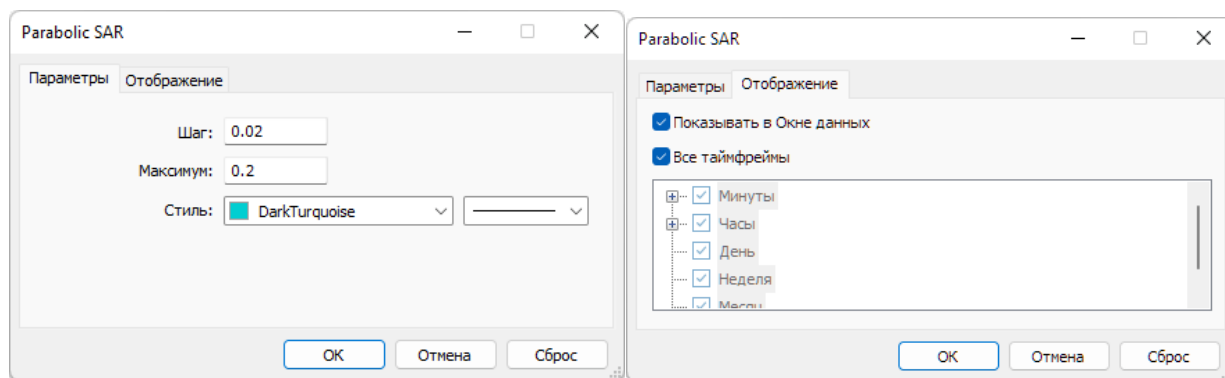 Parabolic SAR
Параметры Отображение
Шаг: 0.02
Максимум: 0.2
Стиль: DarkTurquoise
OK Отмена Сброс
Parabolic SAR
Параметры Отображение
Показывать в Окне данных
Все таймфреймы
Минуты
Часы
День
Неделя
Месяц
OK Отмена Сброс